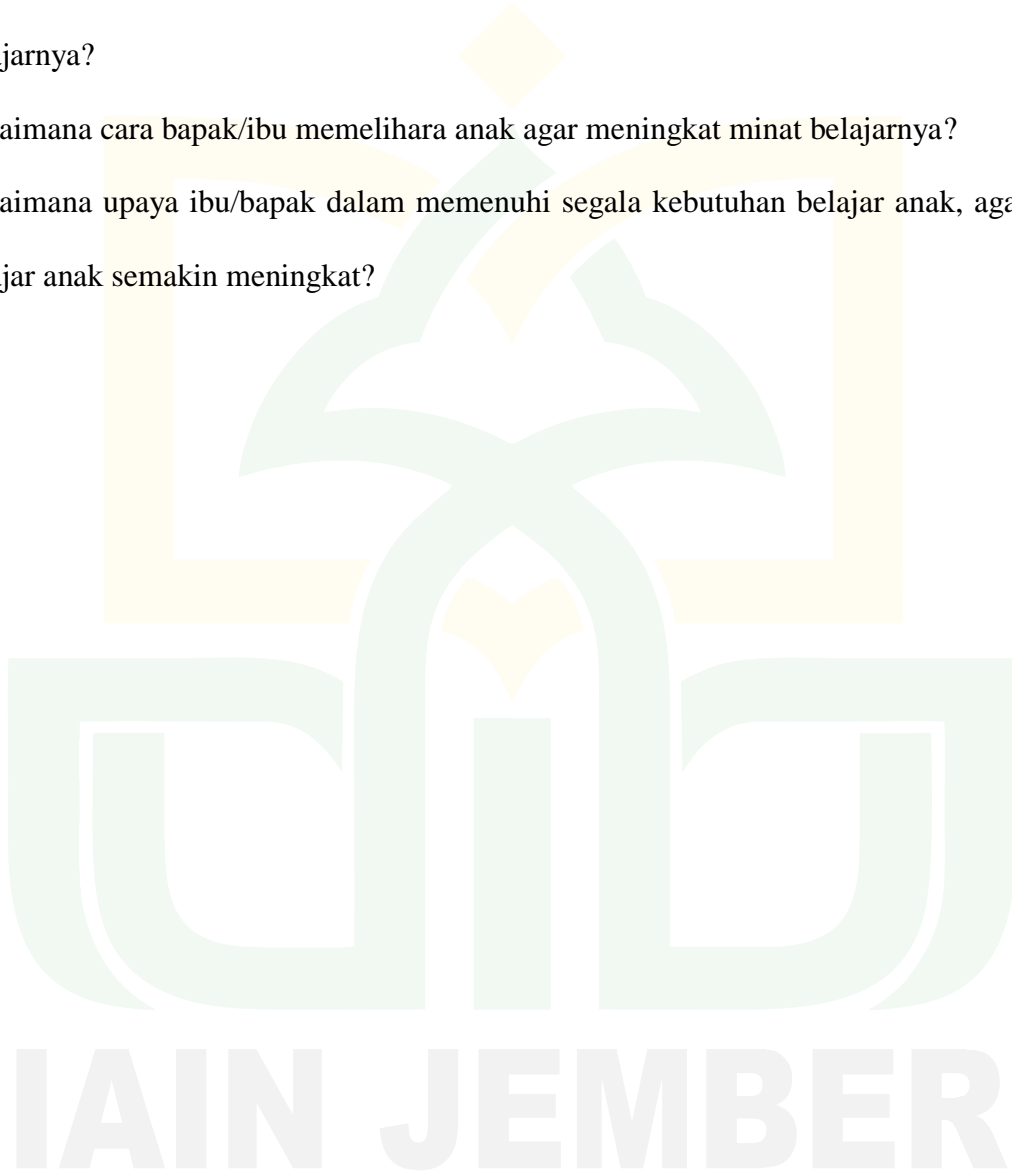 jarnya?
aimana cara bapak/ibu memelihara anak agar meningkat minat belajarnya?
aimana upaya ibu/bapak dalam memenuhi segala kebutuhan belajar anak, aga
jar anak semakin meningkat?
IAIN JEMBER